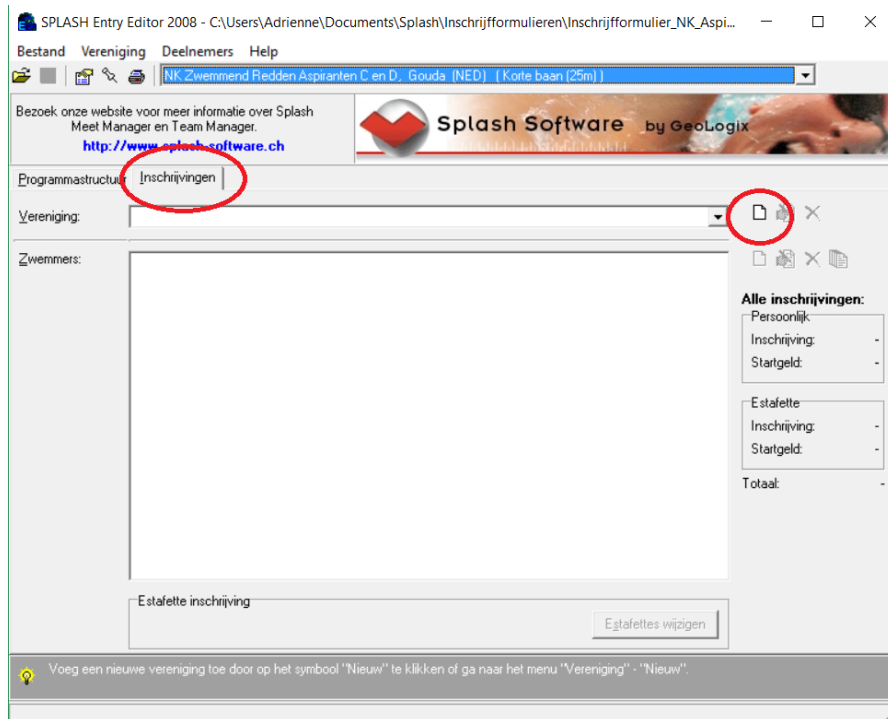 SPLASH Entry Editor 2008 - C:\Users\Adrienne\Documents\Splash\Inschrijfformulieren\Inschrijfformulier_NK_Aspi...
Bestand Vereniging Deelnemers Help
NK Zwemmend Redden Aspiranten C en D, Gouda (NED) (Korte baan (25m) )
Bezoek onze website voor meer informatie over Splash
Meet Manager en Team Manager.
http://www.splash-software.ch
Splash Software by GeoLogix
Programmastructuur Inschrijvingen
Vereniging:
Zwemmers:
Alle inschrijvingen:
Persoonlijk
Inschrijving: -
Startgeld: -
Estafette
Inschrijving: -
Startgeld: -
Totaal: -
Estafette inschrijving
Estafettes wijzigen
Voeg een nieuwe vereniging toe door op het symbool "Nieuw" te klikken of ga naar het menu "Vereniging" - "Nieuw".